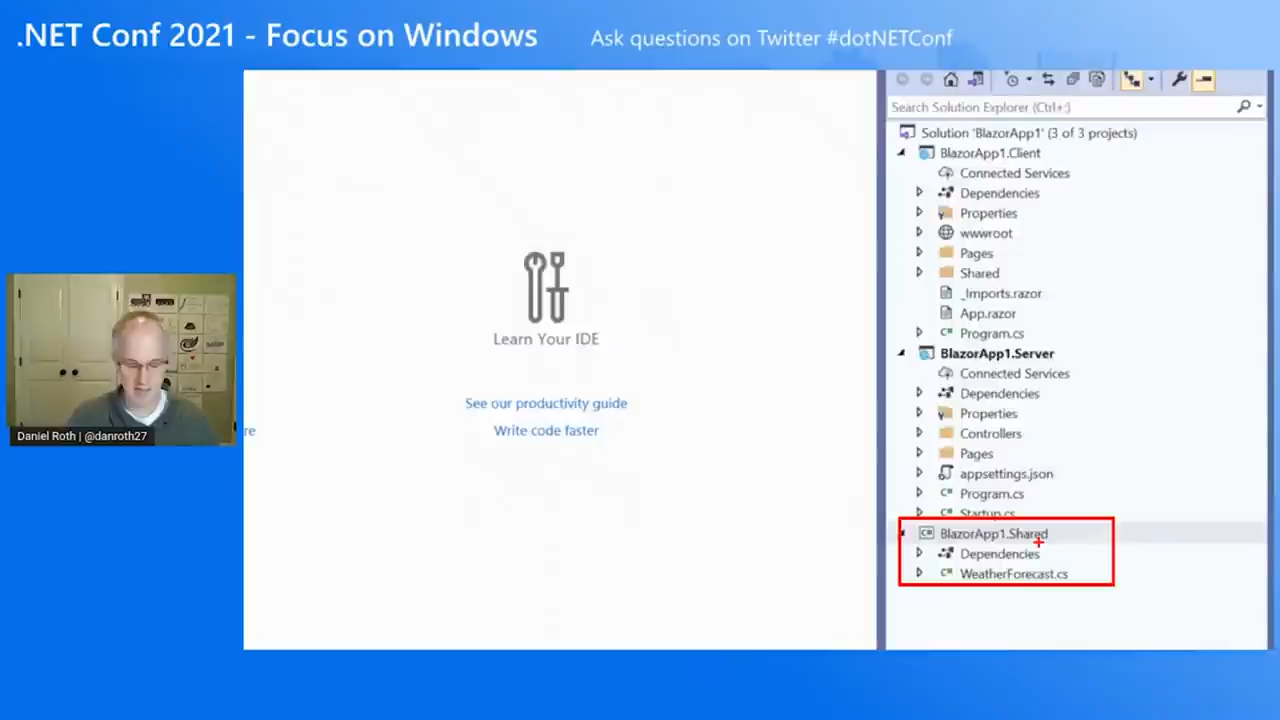 .NET Conf 2021 - Focus on Windows
Ask questions on Twitter #dotNETConf
Search Solution Explorer (Ctrl+;)
Solution 'BlazorApp1' (3 of 3 projects)
BlazorApp1.Client
Connected Services
Dependencies
Properties
wwwroot
Pages
Shared
_Imports.razor
App.razor
Program.cs
BlazorApp1.Server
Connected Services
Dependencies
Properties
Controllers
Pages
appsettings.json
Program.cs
Startup.cs
BlazorApp1.Shared
Dependencies
WeatherForecast.cs
Learn Your IDE
See our productivity guide
Write code faster
re
Daniel Roth | @danroth27